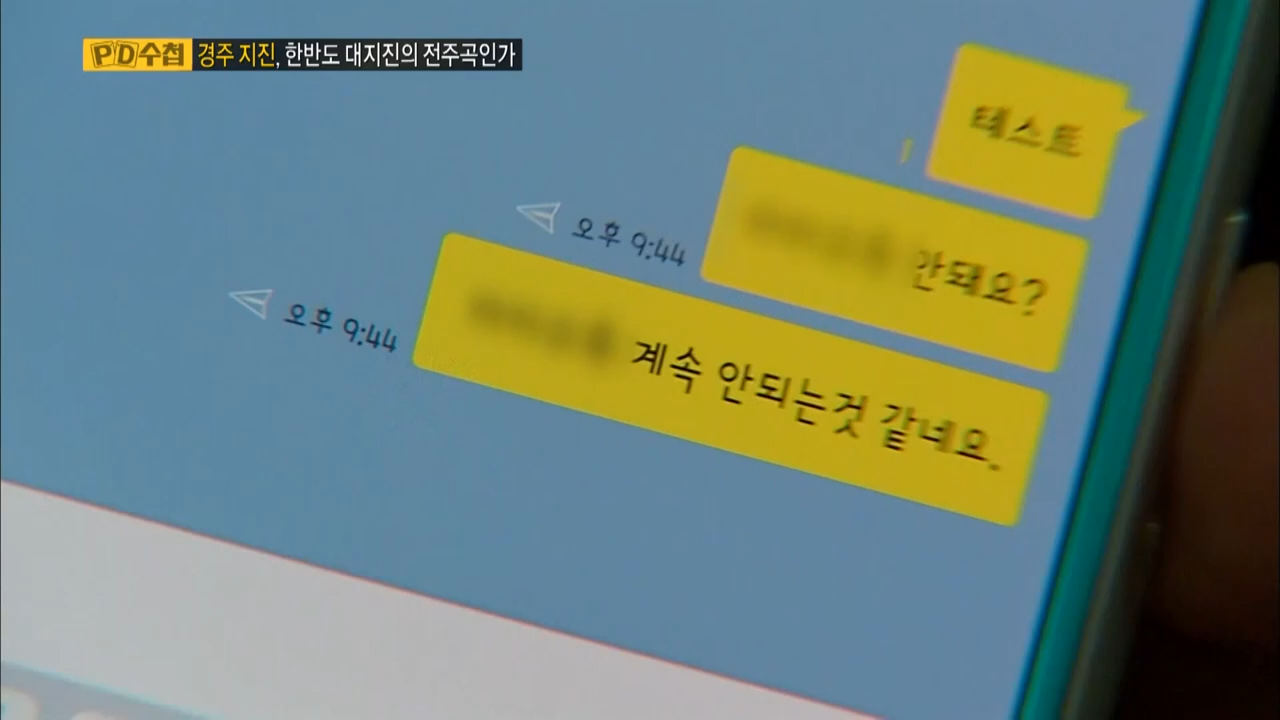 PD수첩 경주 지진, 한반도 대지진의 전주곡인가
테스트
1
오후 9:44
안돼요?
오후 9:44
계속 안되는것 같네요.